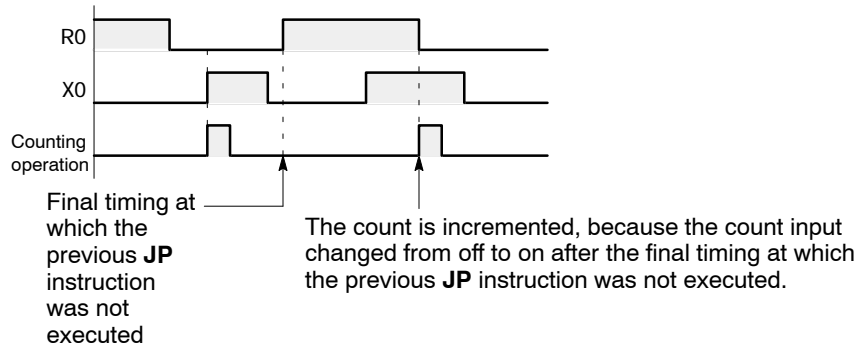 R0
X0
Counting
operation
Final timing at
which the
previous JP
instruction
was not
executed
The count is incremented, because the count input
changed from off to on after the final timing at which
the previous JP instruction was not executed.